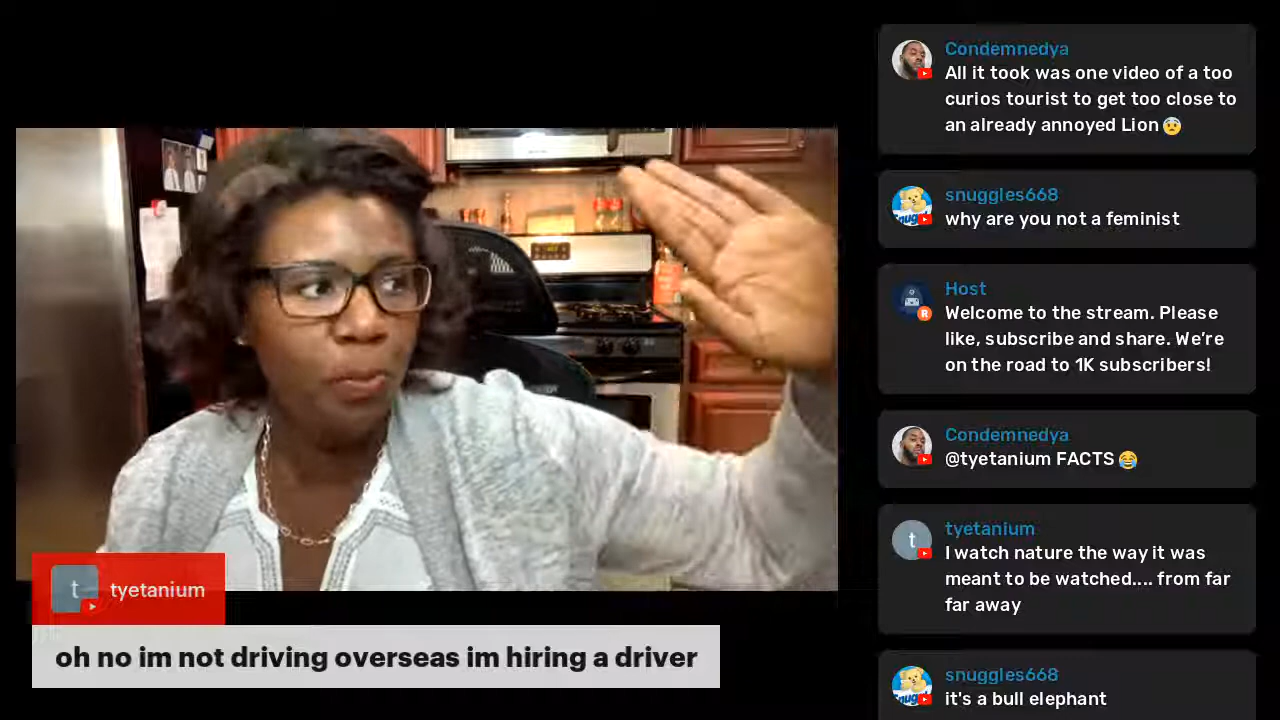 tyetanium
oh no im not driving overseas im hiring a driver
Condemnedya
All it took was one video of a too
curios tourist to get too close to
an already annoyed Lion😨
snuggles668
why are you not a feminist
Host
Welcome to the stream. Please
like, subscribe and share. We're
on the road to 1K subscribers!
Condemnedya
@tyetanium FACTS😂
tyetanium
I watch nature the way it was
meant to be watched.... from far
far away
snuggles668
it's a bull elephant